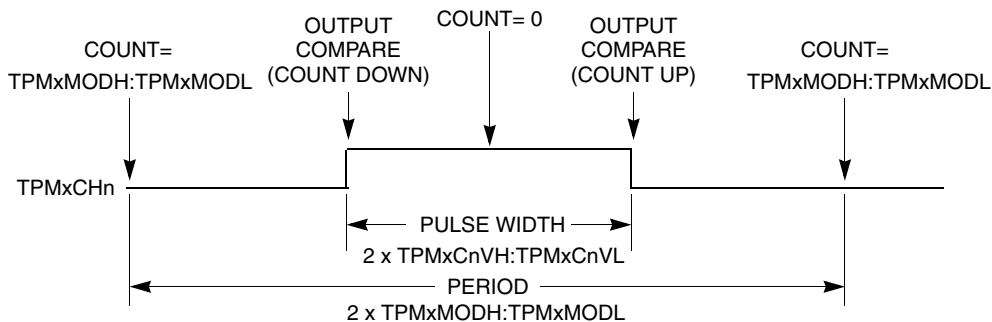 COUNT= 0
OUTPUT
COMPARE
(COUNT DOWN)
OUTPUT
COMPARE
(COUNT UP)
COUNT=
TPMxMODH:TPMxMODL
COUNT=
TPMxMODH:TPMxMODL
TPMxCHn
PULSE WIDTH
2 x TPMxCnVH:TPMxCnVL
PERIOD
2 x TPMxMODH:TPMxMODL